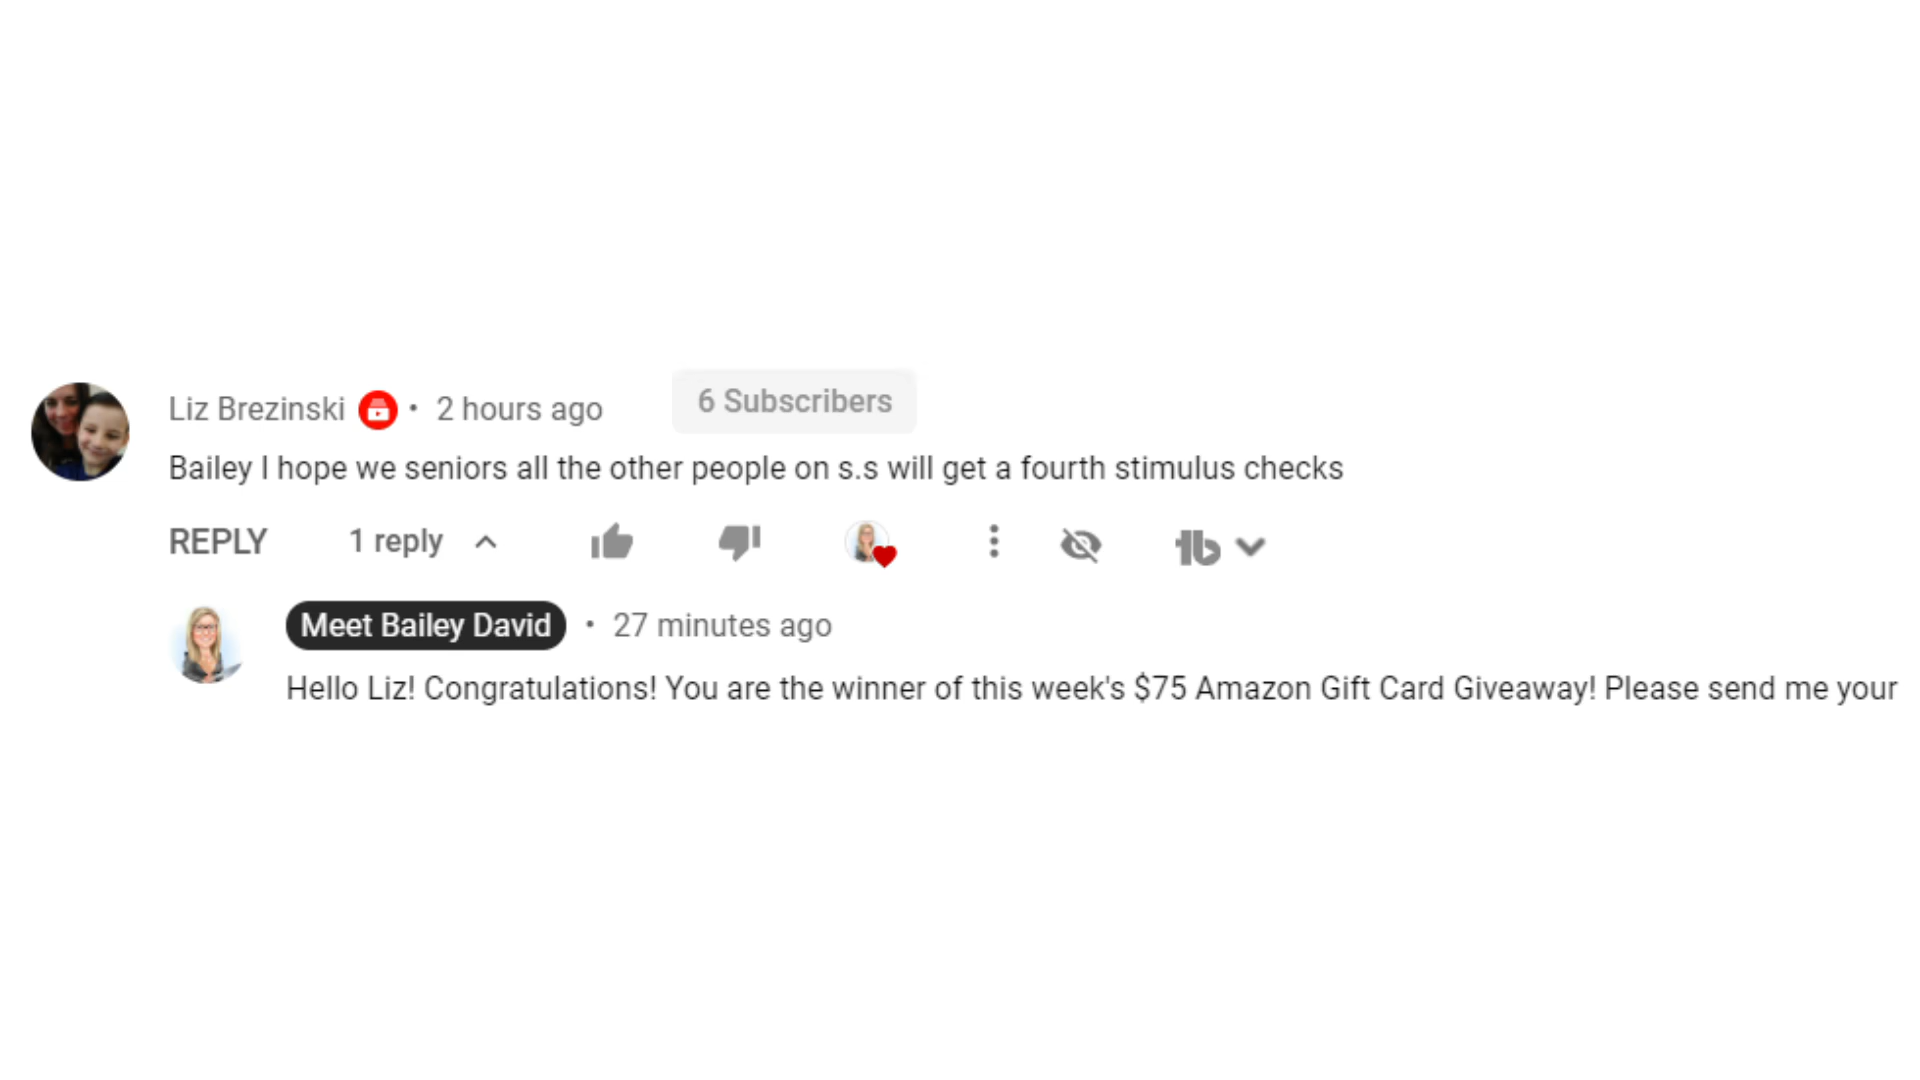 Liz Brezinski • 2 hours ago 6 Subscribers
Bailey I hope we seniors all the other people on s.s will get a fourth stimulus checks
REPLY 1 reply
Meet Bailey David • 27 minutes ago
Hello Liz! Congratulations! You are the winner of this week's $75 Amazon Gift Card Giveaway! Please send me your